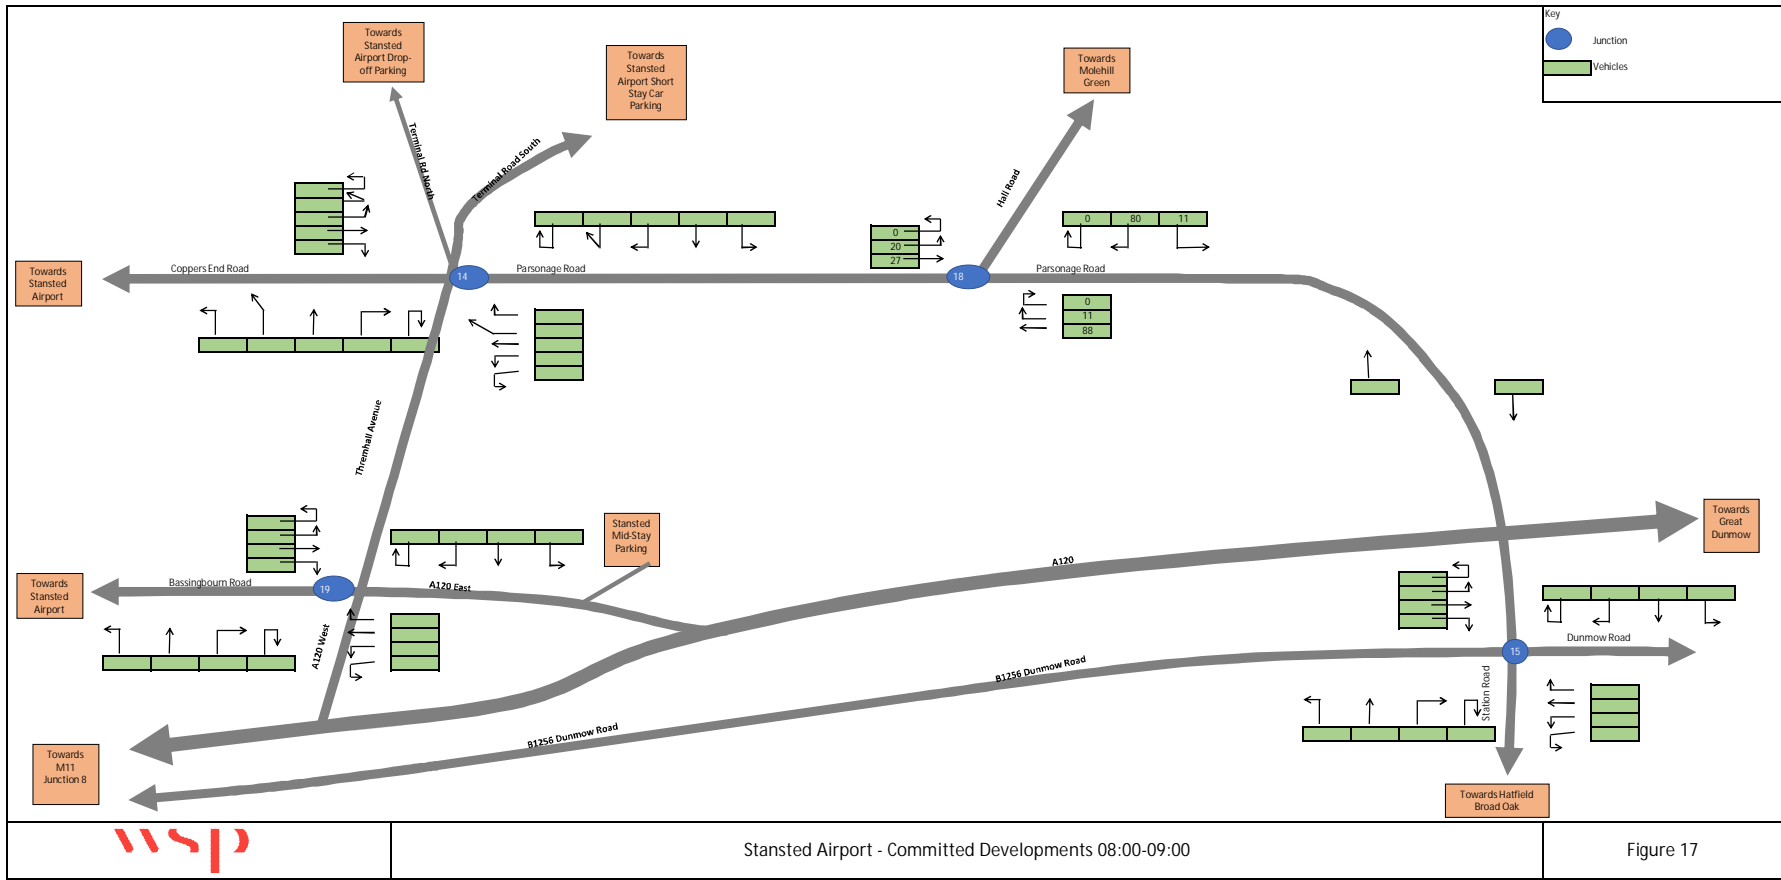 Key
Junction
Vehicles
Towards
Stansted
Airport Drop-
off Parking
Towards
Stansted
Airport Short
Stay Car
Parking
Towards
Molehill
Green
Terminal Rd North
Terminal Road South
Hall Road
0
20
27
0 80 11
Towards
Stansted
Airport
Coppers End Road
14
Parsonage Road
18
Parsonage Road
0
11
88
Thremhall Avenue
Stansted
Mid-Stay
Parking
Towards
Great
Dunmow
A120
Towards
Stansted
Airport
Bassingbourn Road
19
A120 East
A120 West
Dunmow Road
15
Station Road
B1256 Dunmow Road
B1256 Dunmow Road
Towards
M11
Junction 8
Towards Hatfield
Broad Oak
wsp
Stansted Airport - Committed Developments 08:00-09:00
Figure 17